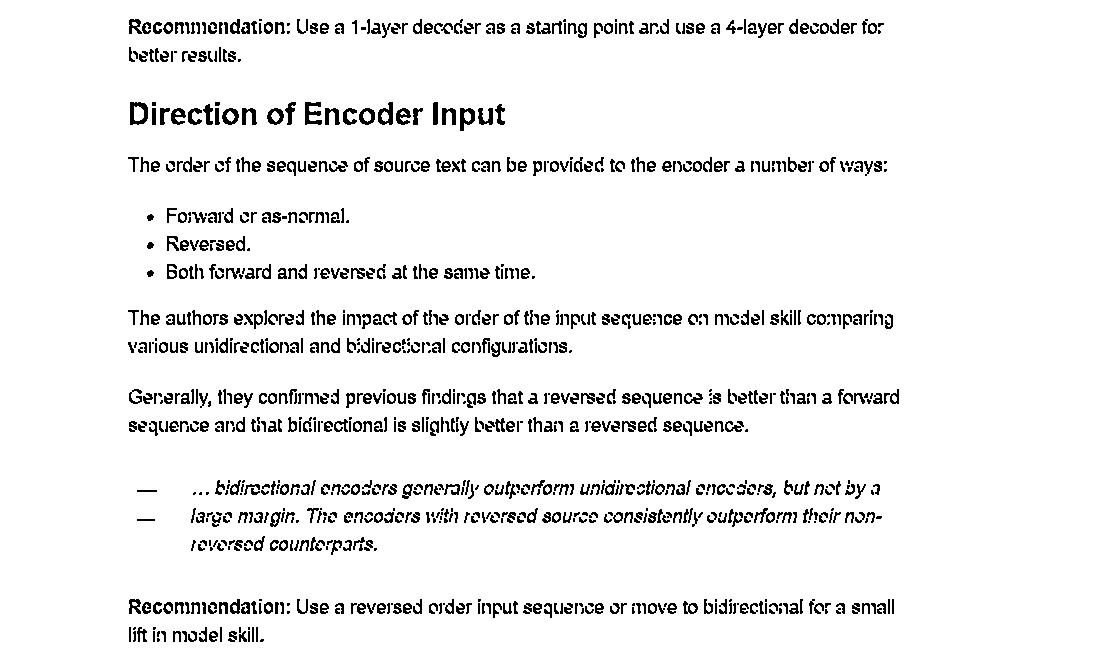 Recommendation: Use a 1-layer decoder as a starting point and use a 4-layer decoder for
better results.
Direction of Encoder Input
The order of the sequence of source text can be provided to the encoder a number of ways:
• Forward or as-normal.
• Reversed.
• Both forward and reversed at the same time.
The authors explored the impact of the order of the input sequence on model skill comparing
various unidirectional and bidirectional configurations.
Generally, they confirmed previous findings that a reversed sequence is better than a forward
sequence and that bidirectional is slightly better than a reversed sequence.
… bidirectional encoders generally outperform unidirectional encoders, but not by a
large margin. The encoders with reversed source consistently outperform their non-
reversed counterparts.
Recommendation: Use a reversed order input sequence or move to bidirectional for a small
lift in model skill.